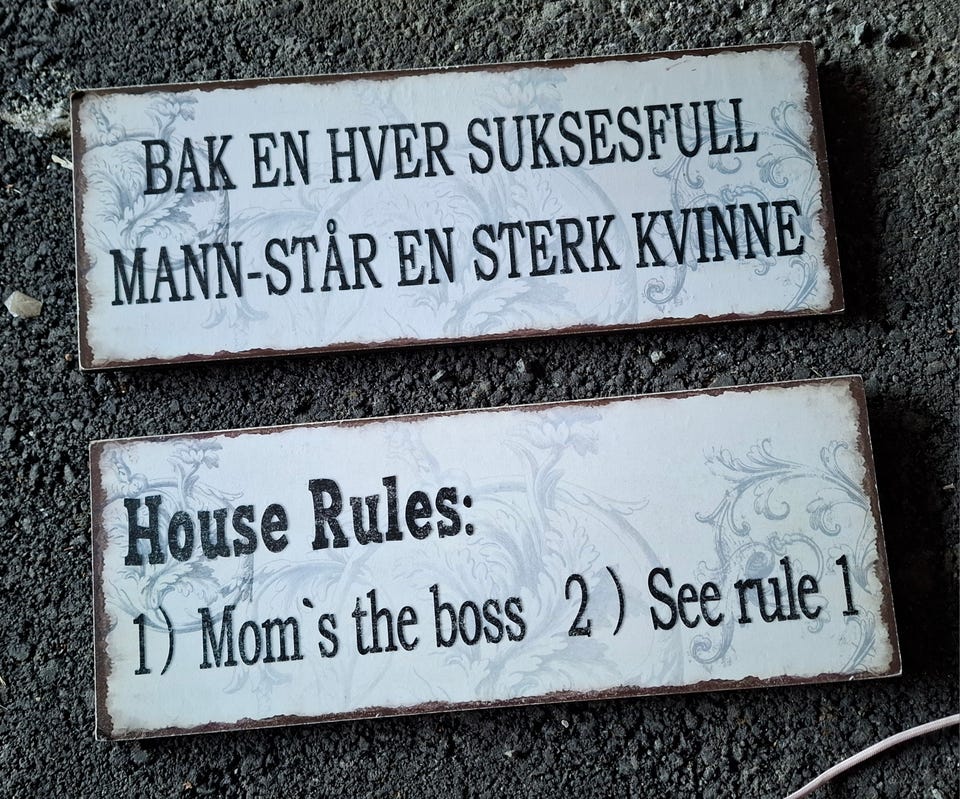 BAK EN HVER SUKSESFULL
MANN-STÅR EN STERK KVINNE
House Rules:
1) Mom`s the boss 2) See rule 1